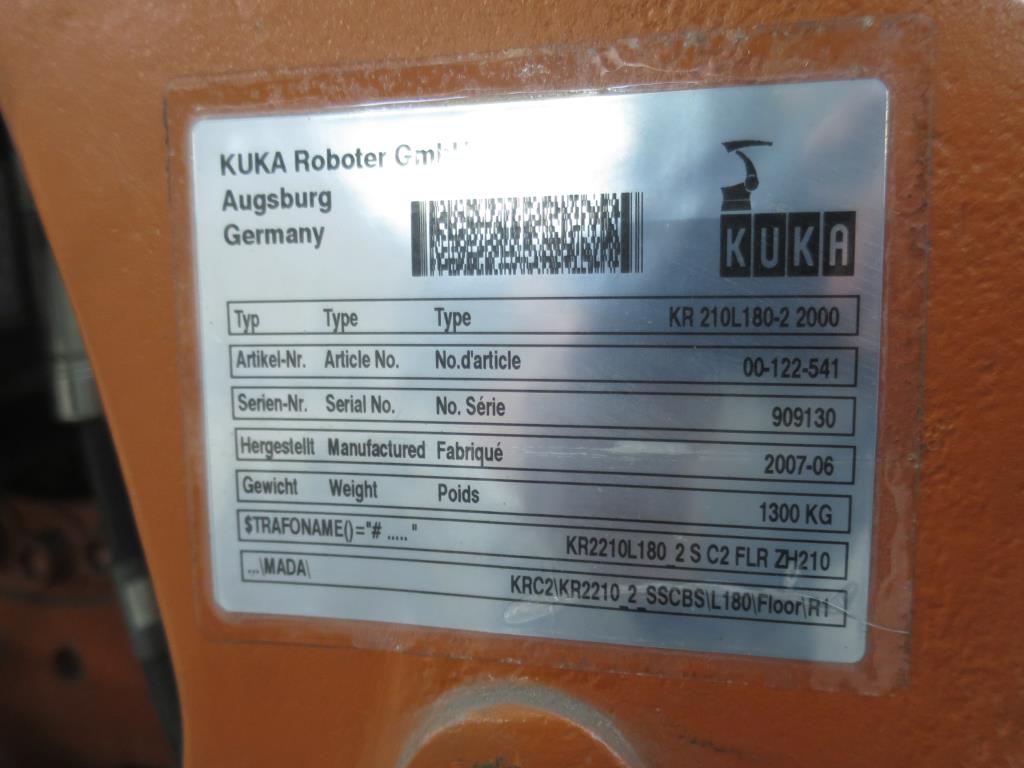 KUKA Roboter GmbH
Augsburg
Germany
KUKA
Typ Type Type KR 210L180-2 2000
Artikel-Nr. Article No. No.d'article 00-122-541
Serien-Nr. Serial No. No. Série 909130
Hergestellt Manufactured Fabriqué 2007-06
Gewicht Weight Poids 1300 KG
$TRAFONAME()="# ....." KR2210L180_2 S C2 FLR ZH210
...\MADA\ KRC2\KR2210_2_SSCBS\L180\Floor\R1